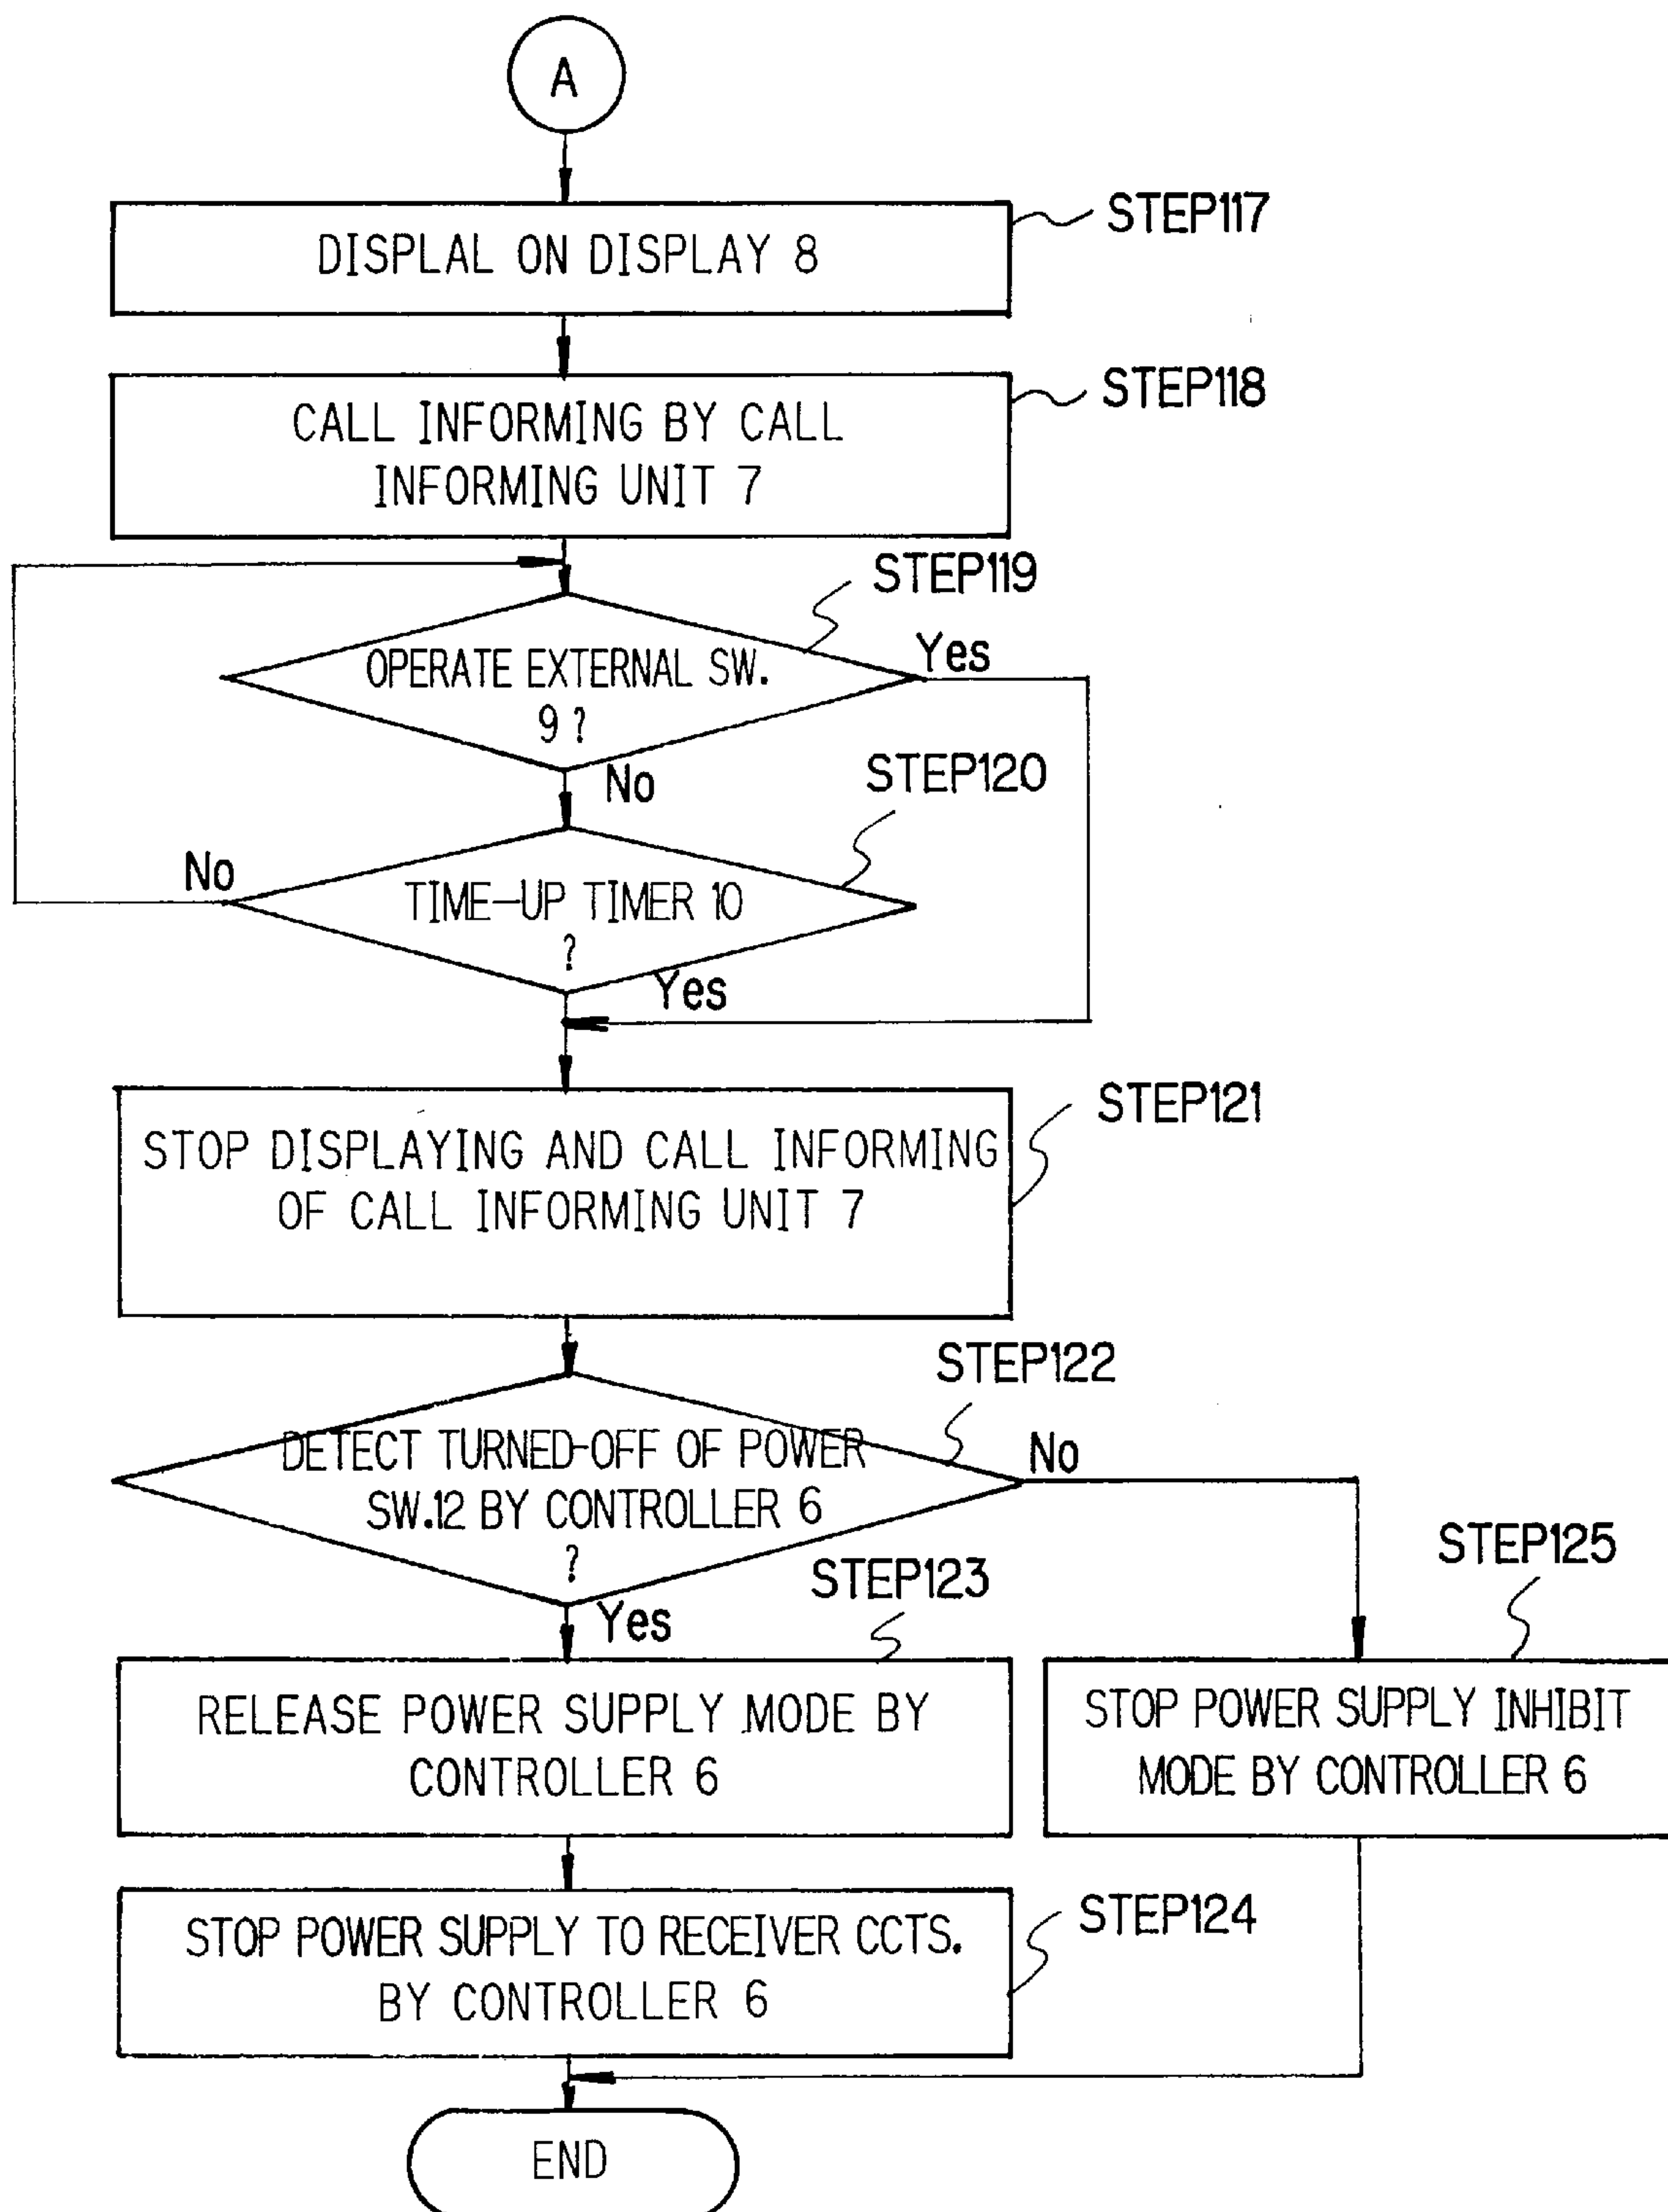 A
STEP117
DISPLAL ON DISPLAY 8
STEP118
CALL INFORMING BY CALL
INFORMING UNIT 7
STEP119
OPERATE EXTERNAL SW.
9 ?
Yes
No
STEP120
TIME-UP TIMER 10
?
No
Yes
STEP121
STOP DISPLAYING AND CALL INFORMING
OF CALL INFORMING UNIT 7
STEP122
DETECT TURNED-OFF OF POWER
SW.12 BY CONTROLLER 6
?
No
Yes
STEP123
RELEASE POWER SUPPLY MODE BY
CONTROLLER 6
STEP125
STOP POWER SUPPLY INHIBIT
MODE BY CONTROLLER 6
STEP124
STOP POWER SUPPLY TO RECEIVER CCTS.
BY CONTROLLER 6
END